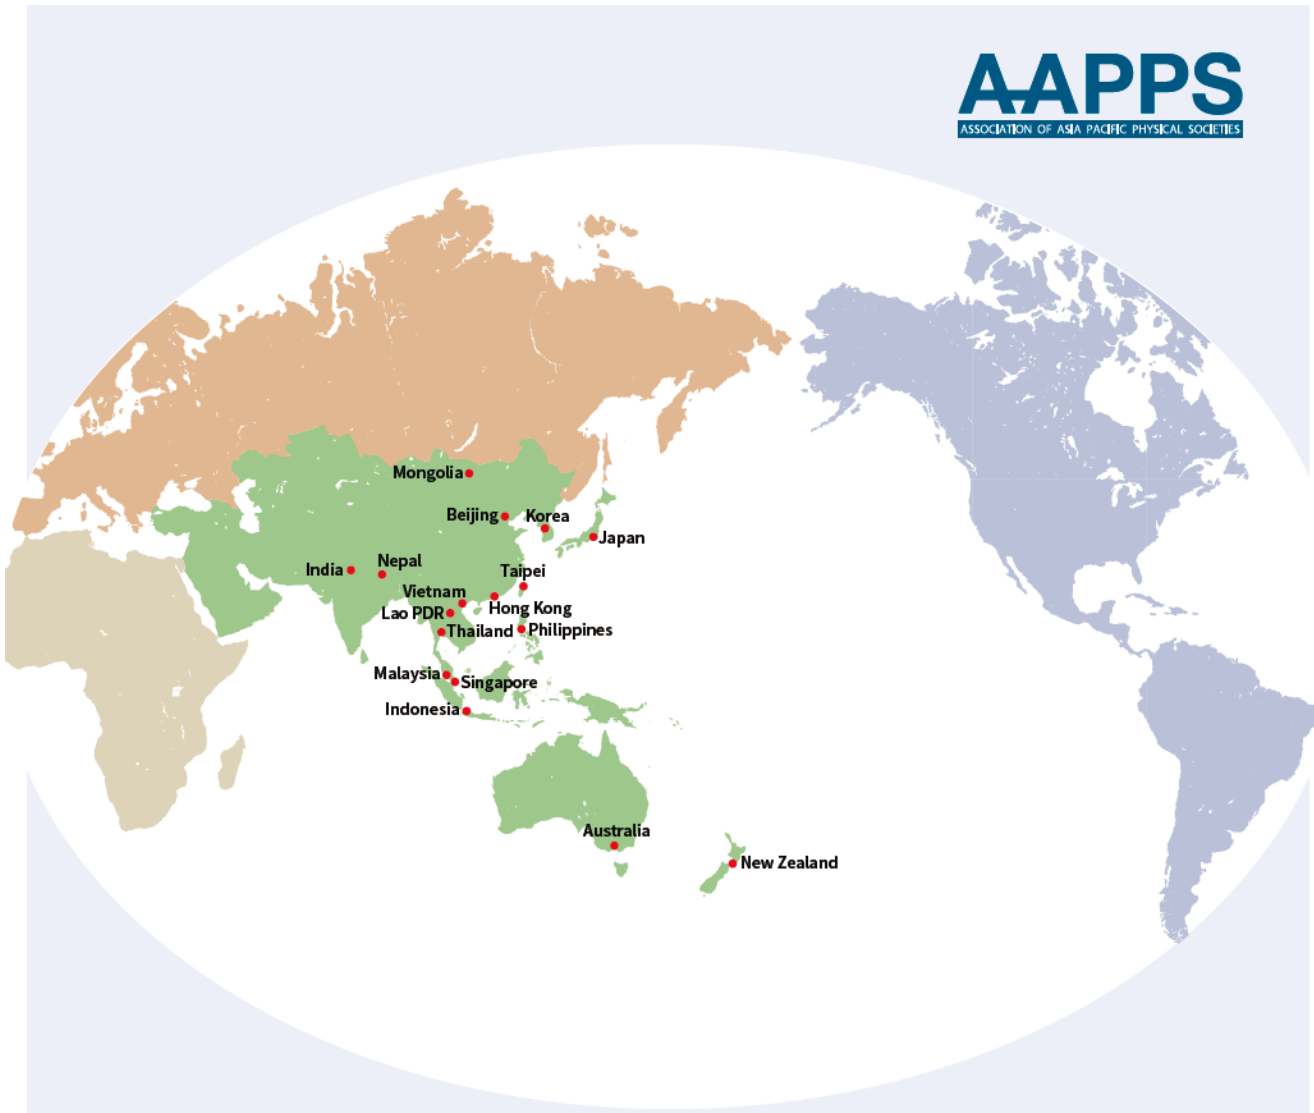 AAPPS
ASSOCIATION OF ASIA PACIFIC PHYSICAL SOCIETIES
Mongolia
Beijing
Korea
Japan
India
Nepal
Taipei
Vietnam
Hong Kong
Lao PDR
Thailand
Philippines
Malaysia
Singapore
Indonesia
Australia
New Zealand